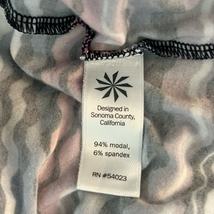 Designed in
Sonoma County,
California
94% modal,
6% spandex
RN #54023